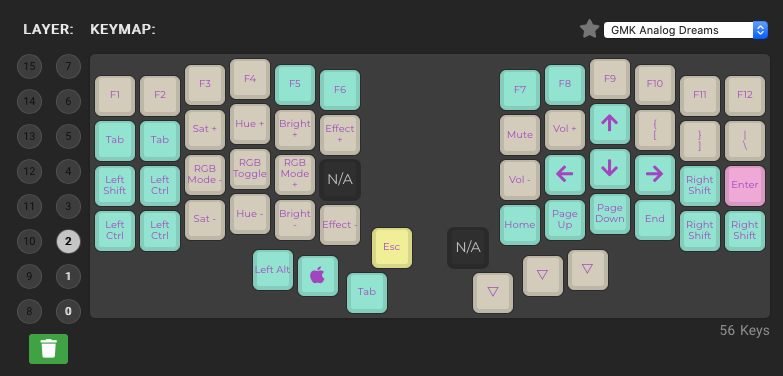 LAYER: KEYMAP: GMK Analog Dreams
15 7
F1 F2 F3 F4 F5 F6 F7 F8 F9 F10 F11 F12
14 6
13 5
Tab Tab Sat + Hue + Bright + Effect + Mute Vol + { [ } ] | \
12 4
Left Shift Left Ctrl RGB Mode - RGB Toggle RGB Mode + N/A Vol - Right Shift Enter
11 3
Left Ctrl Left Ctrl Sat - Hue - Bright - Effect - Home Page Up Page Down End Right Shift Right Shift
10 2
Esc N/A
9 1
Left Alt Tab
8 0
56 Keys